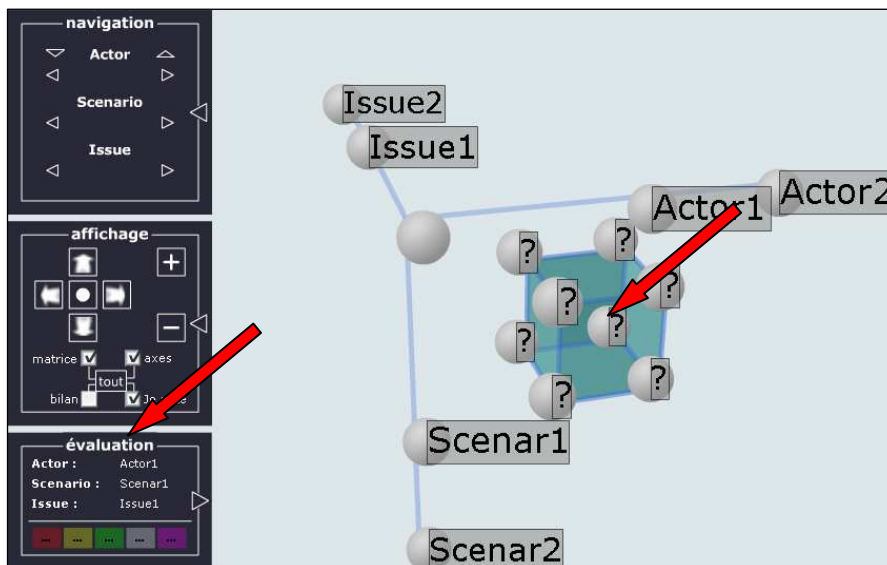 navigation
Actor
Scenario
Issue
affichage
+
−
matrice
axes
tout
bilan
évaluation
Actor : Actor1
Scenario : Scenar1
Issue : Issue1
... ... ... ... ...
Issue2
Issue1
Actor1
Actor2
?
?
?
?
?
?
?
?
Scenar1
Scenar2